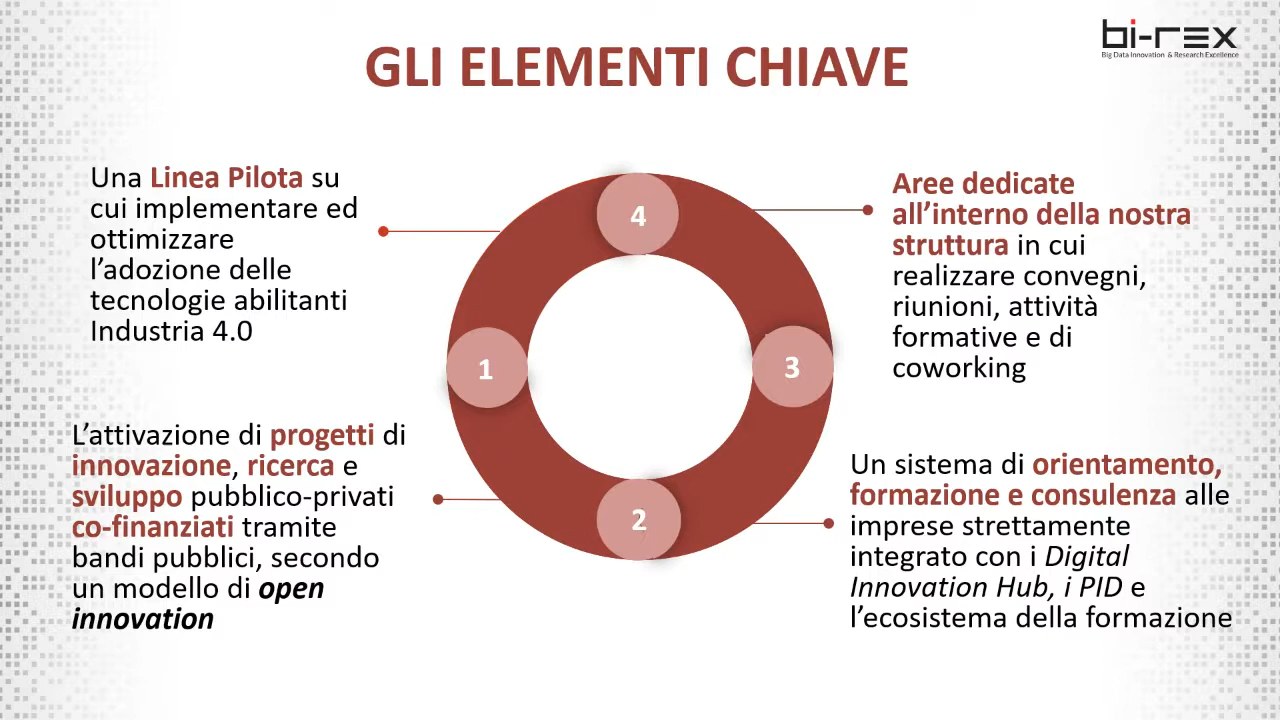 bi-rex
Big Data Innovation & Research Excellence
GLI ELEMENTI CHIAVE
Una Linea Pilota su
cui implementare ed
ottimizzare
l’adozione delle
tecnologie abilitanti
Industria 4.0
L’attivazione di progetti di
innovazione, ricerca e
sviluppo pubblico-privati
co-finanziati tramite
bandi pubblici, secondo
un modello di open
innovation
4
1
3
2
Aree dedicate
all’interno della nostra
struttura in cui
realizzare convegni,
riunioni, attività
formative e di
coworking
Un sistema di orientamento,
formazione e consulenza alle
imprese strettamente
integrato con i Digital
Innovation Hub, i PID e
l’ecosistema della formazione